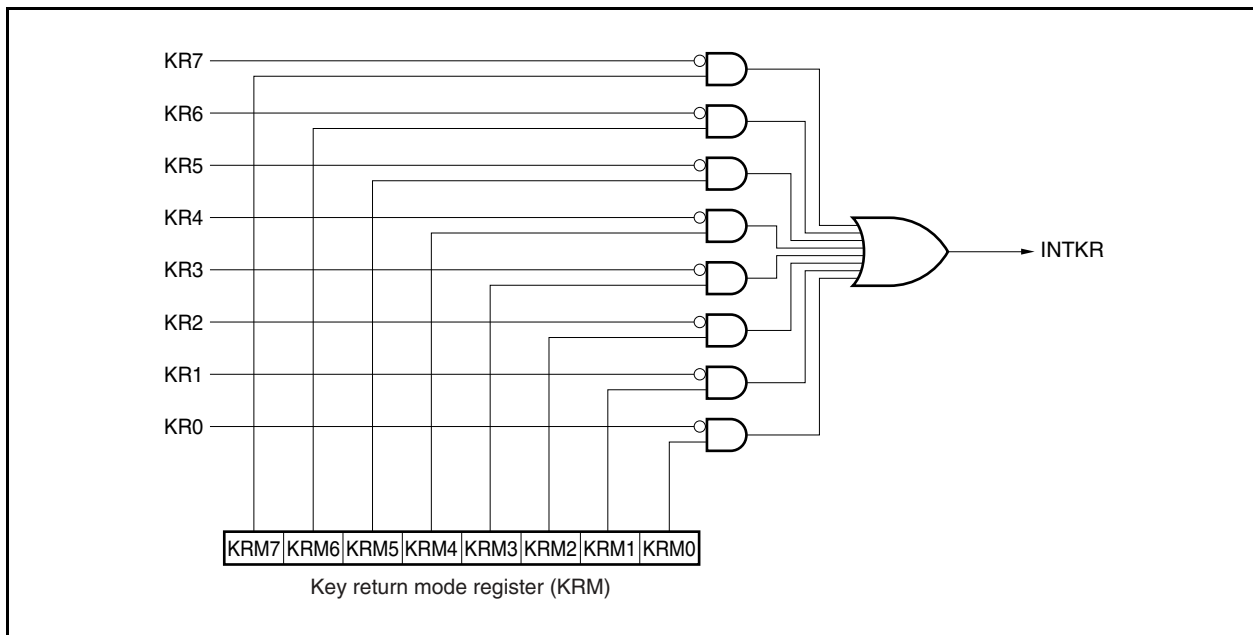 KR7
KR6
KR5
KR4
KR3
KR2
KR1
KR0
INTKR
KRM7 KRM6 KRM5 KRM4 KRM3 KRM2 KRM1 KRM0
Key return mode register (KRM)